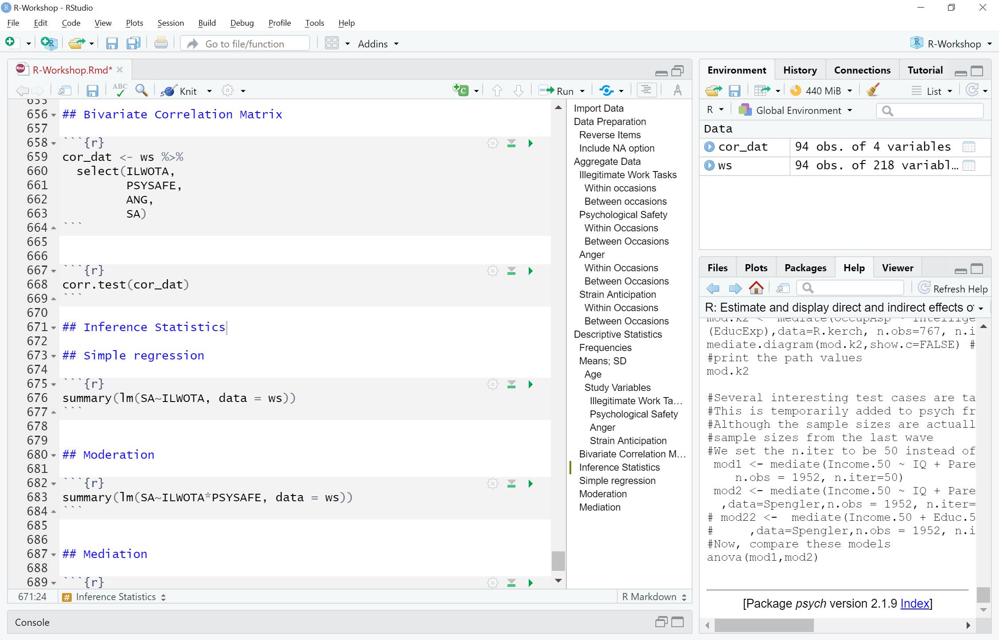 R-Workshop - RStudio
File Edit Code View Plots Session Build Debug Profile Tools Help
Go to file/function Addins R-Workshop
R-Workshop.Rmd*
ABC Knit Run
656 ## Bivariate Correlation Matrix
657
658 ```{r}
659 cor_dat <- ws %>%
660 select(ILWOTA,
661 PSYSAFE,
662 ANG,
663 SA)
664 ```
665
666
667 ```{r}
668 corr.test(cor_dat)
669 ```
670
671 ## Inference Statistics
672
673 ## Simple regression
674
675 ```{r}
676 summary(lm(SA~ILWOTA, data = ws))
677 ```
678
679
680 ## Moderation
681
682 ```{r}
683 summary(lm(SA~ILWOTA*PSYSAFE, data = ws))
684 ```
685
686
687 ## Mediation
688
689 ```{r}
671:24 # Inference Statistics R Markdown
Console
Import Data
Data Preparation
Reverse Items
Include NA option
Aggregate Data
Illegitimate Work Tasks
Within occasions
Between occasions
Psychological Safety
Within Occasions
Between Occasions
Anger
Within Occasions
Between Occasions
Strain Anticipation
Within Occasions
Between Occasions
Descriptive Statistics
Frequencies
Means; SD
Age
Study Variables
Illegitimate Work Ta...
Psychological Safety
Anger
Strain Anticipation
Bivariate Correlation M...
Inference Statistics
Simple regression
Moderation
Mediation
Environment History Connections Tutorial
440 MiB List
R Global Environment
Data
cor_dat 94 obs. of 4 variables
ws 94 obs. of 218 variabl...
Files Plots Packages Help Viewer
Refresh Help
R: Estimate and display direct and indirect effects of
mod.k2 <- mediate(OccupAsp ~ Intellige
(EducExp),data=R.kerch, n.obs=767, n.i
mediate.diagram(mod.k2,show.c=FALSE) #
#print the path values
mod.k2
#Several interesting test cases are ta
#This is temporarily added to psych fr
#Although the sample sizes are actuall
#sample sizes from the last wave
#We set the n.iter to be 50 instead of
mod1 <- mediate(Income.50 ~ IQ + Pare
n.obs = 1952, n.iter=50)
mod2 <- mediate(Income.50 ~ IQ + Pare
,data=Spengler,n.obs = 1952, n.iter=
# mod22 <- mediate(Income.50 + Educ.5
# ,data=Spengler,n.obs = 1952, n.i
#Now, compare these models
anova(mod1,mod2)
[Package psych version 2.1.9 Index]